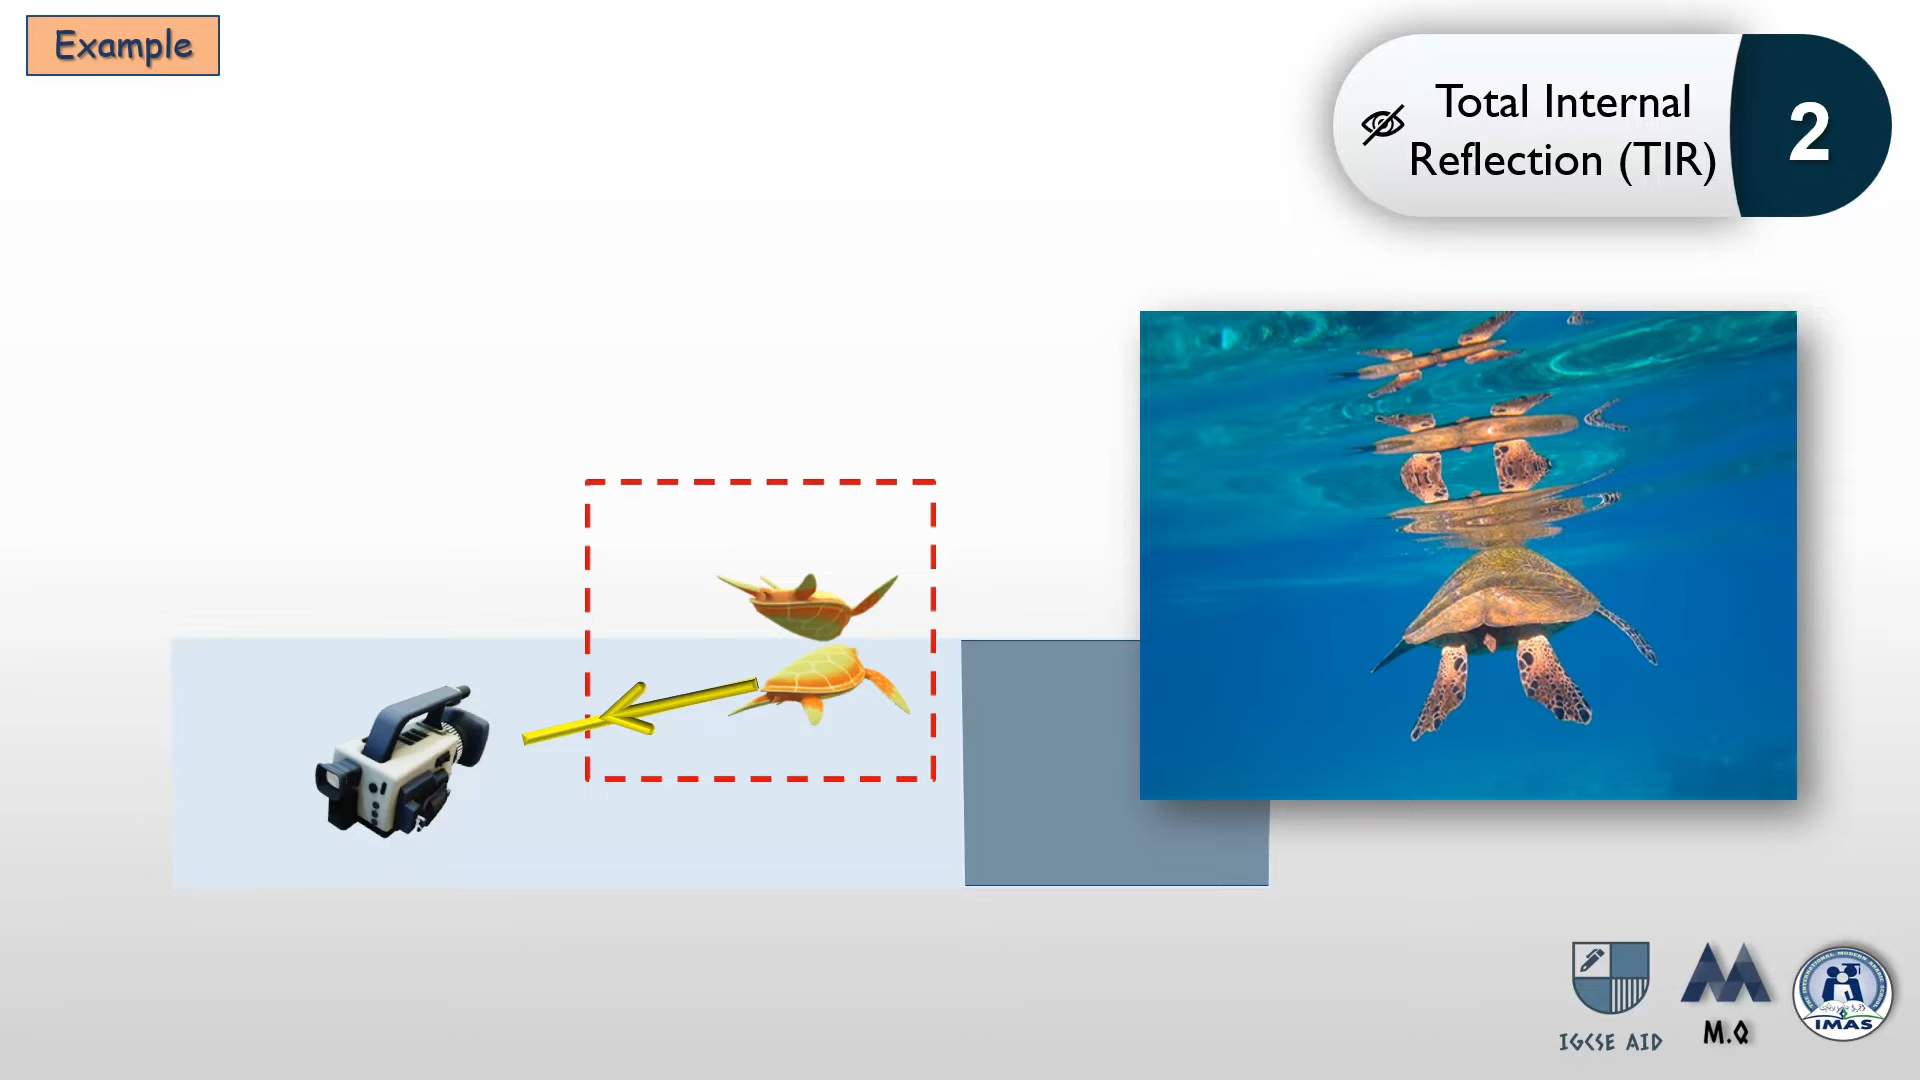 Example
Total Internal
Reflection (TIR)
2
IGCSE AID
M.Q
IMAS